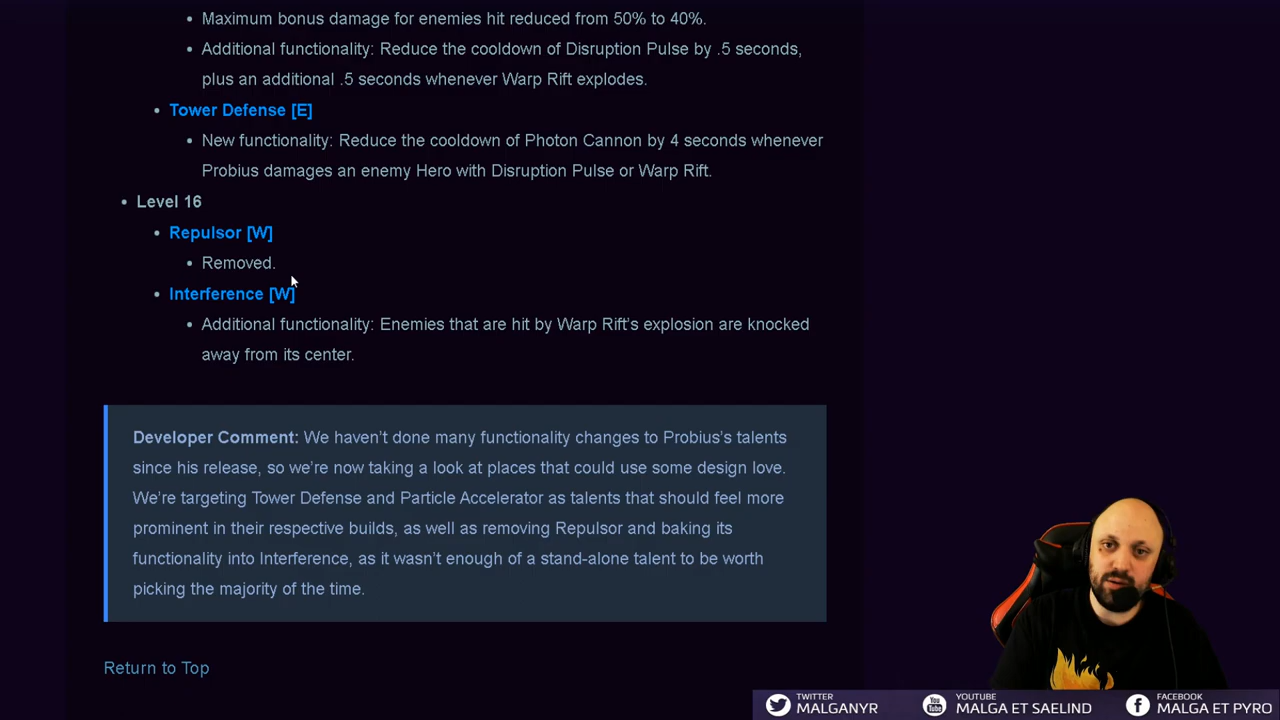 Maximum bonus damage for enemies hit reduced from 50% to 40%.
Additional functionality: Reduce the cooldown of Disruption Pulse by .5 seconds,
plus an additional .5 seconds whenever Warp Rift explodes.
Tower Defense [E]
New functionality: Reduce the cooldown of Photon Cannon by 4 seconds whenever
Probius damages an enemy Hero with Disruption Pulse or Warp Rift.
Level 16
Repulsor [W]
Removed.
Interference [W]
Additional functionality: Enemies that are hit by Warp Rift's explosion are knocked
away from its center.
Developer Comment: We haven't done many functionality changes to Probius's talents
since his release, so we're now taking a look at places that could use some design love.
We're targeting Tower Defense and Particle Accelerator as talents that should feel more
prominent in their respective builds, as well as removing Repulsor and baking its
functionality into Interference, as it wasn't enough of a stand-alone talent to be worth
picking the majority of the time.
Return to Top
TWITTER
MALGANYR
You Tube
YOUTUBE
MALGA ET SAELIND
FACEBOOK
MALGA ET PYRO